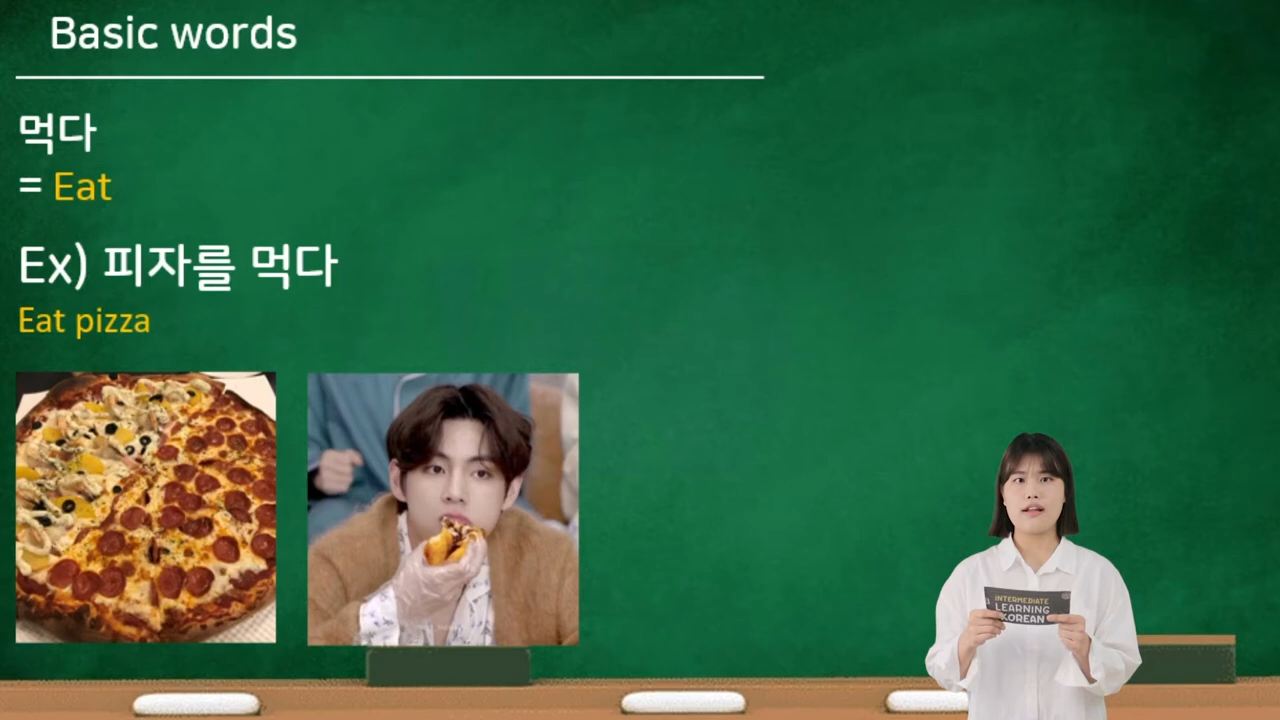 Basic words
먹다
= Eat
Ex) 피자를 먹다
Eat pizza
INTERMEDIATE
LEARNING
KOREAN